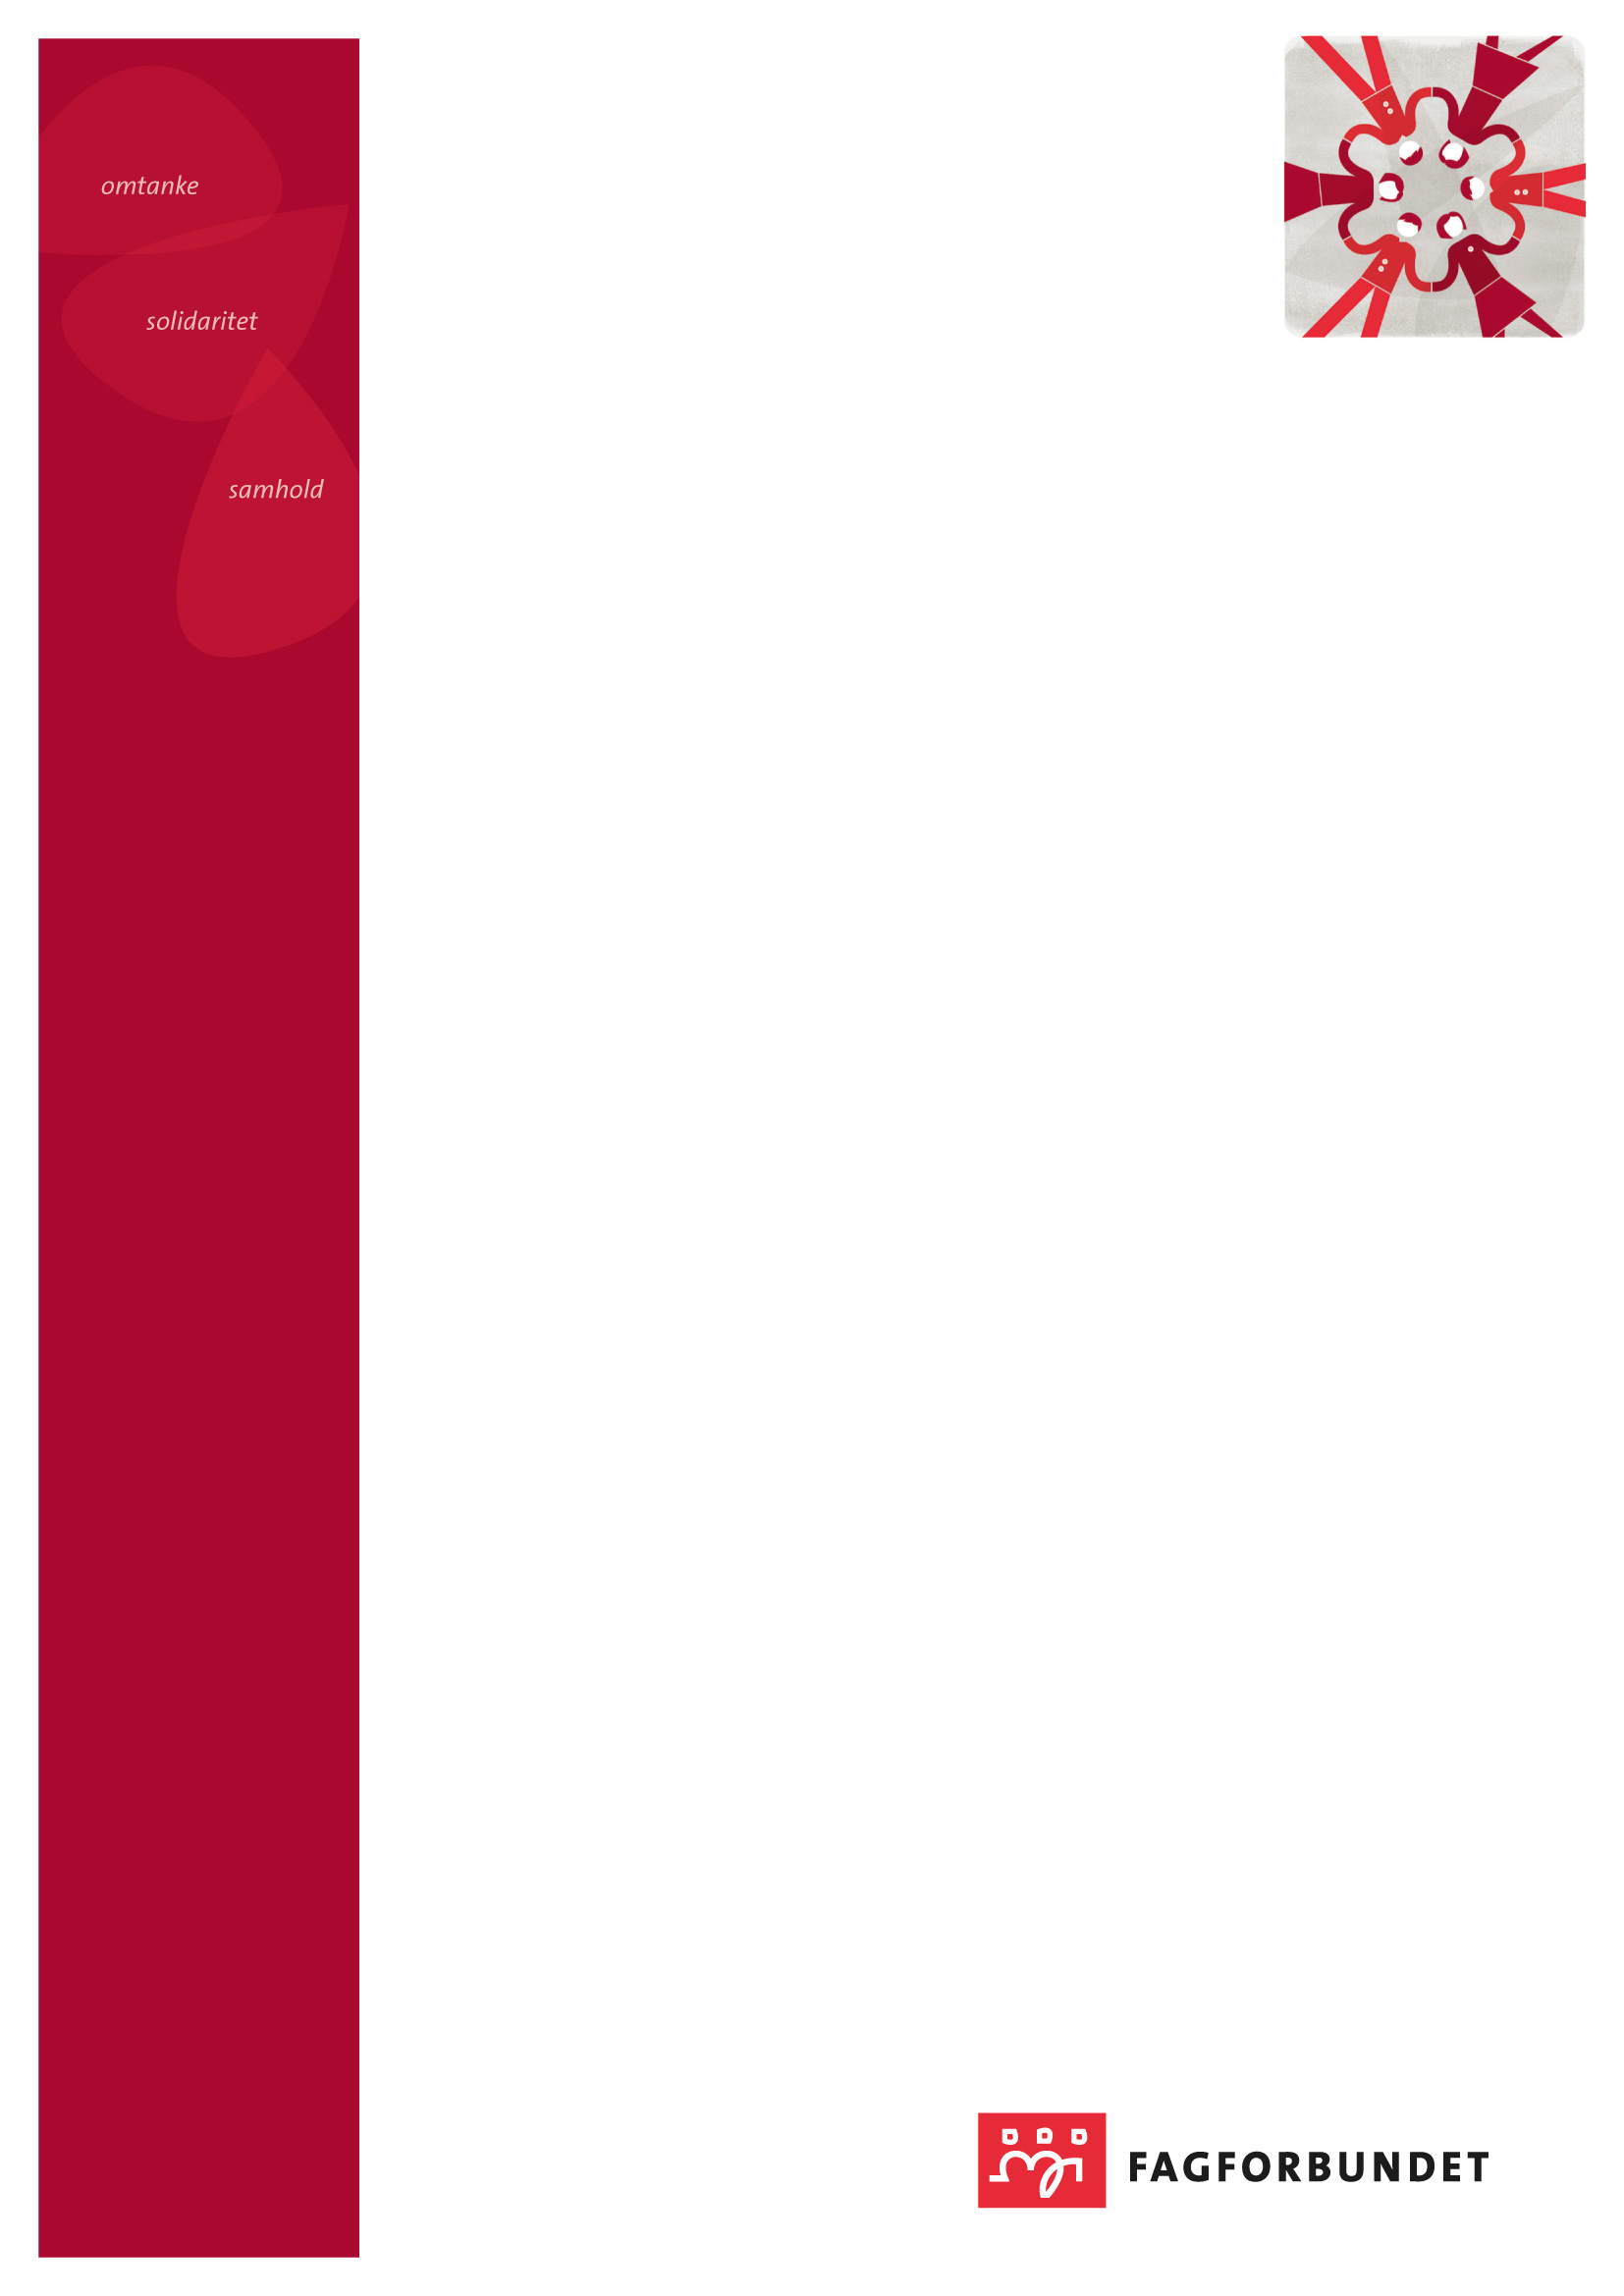 omtanke
solidaritet
samhold
FAGFORBUNDET